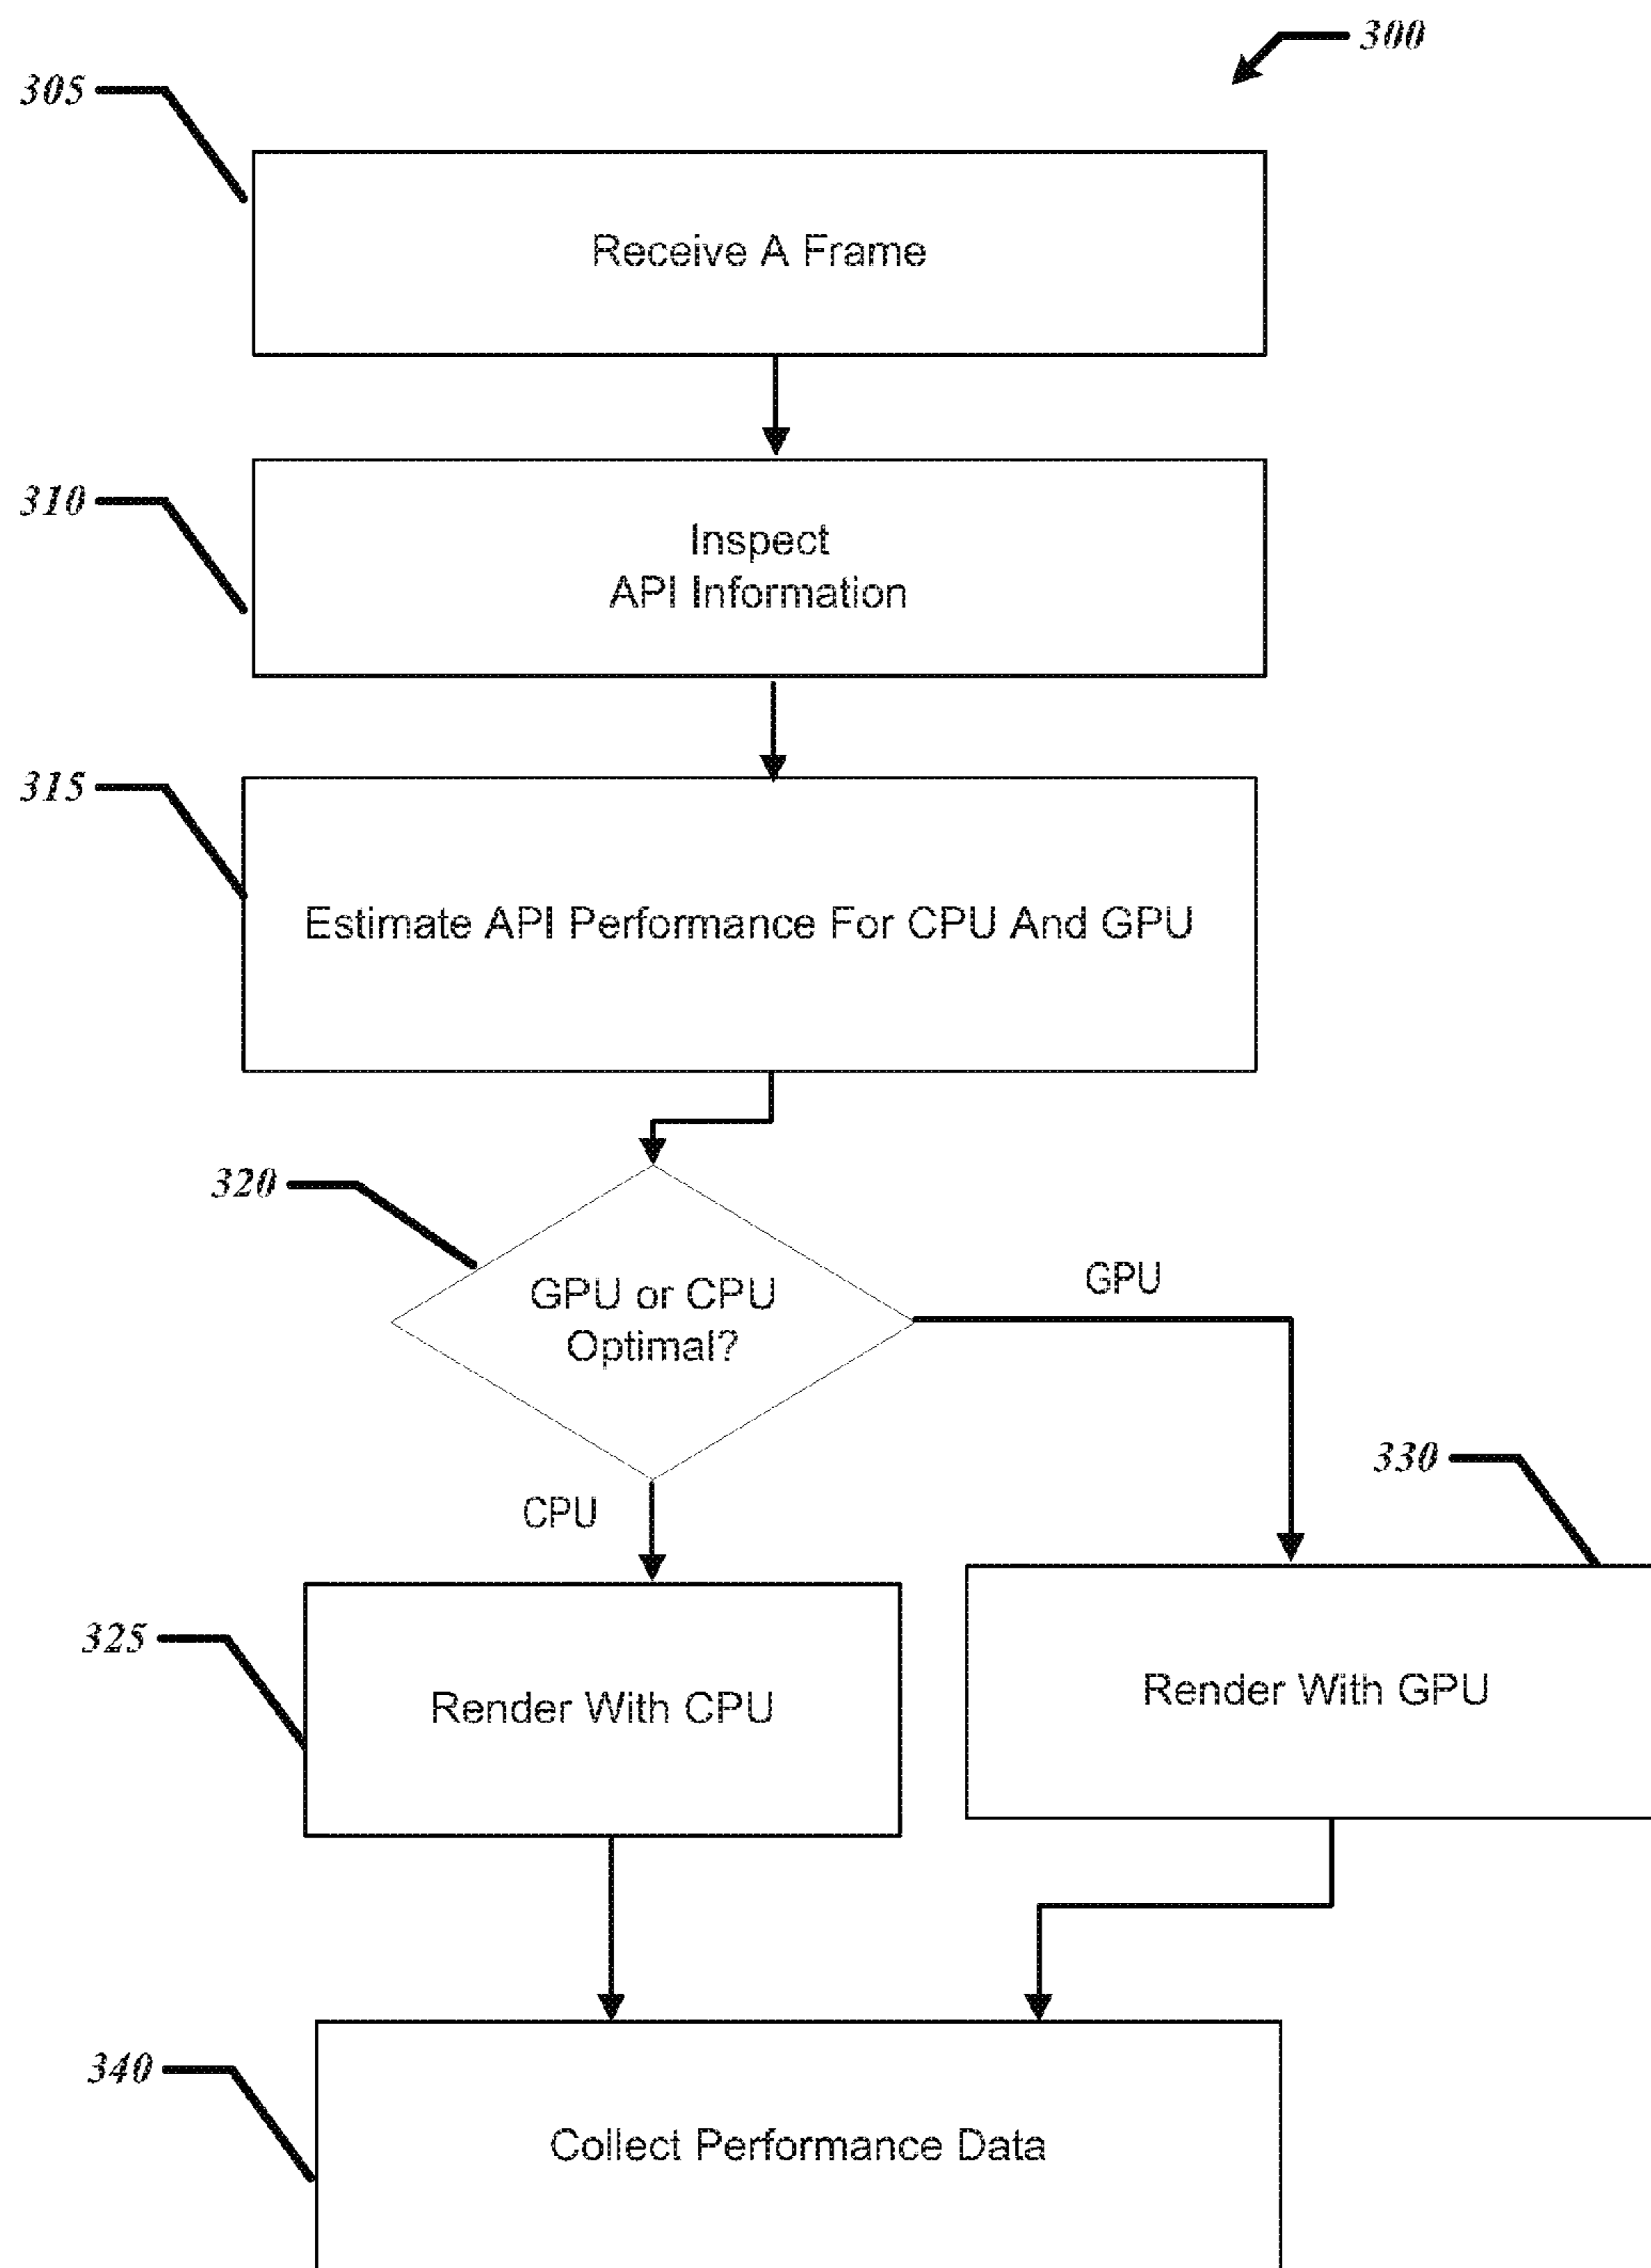 300
305
Receive A Frame
310
Inspect
API Information
315
Estimate API Performance For CPU And GPU
320
GPU or CPU
Optimal?
GPU
CPU
330
325
Render With CPU
Render With GPU
340
Collect Performance Data